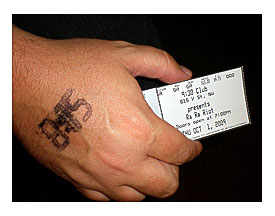 9:30 Club
815 V St, NW
presents
Ra Ra Riot
Doors open at 7:00PM
THU OCT 1, 2009